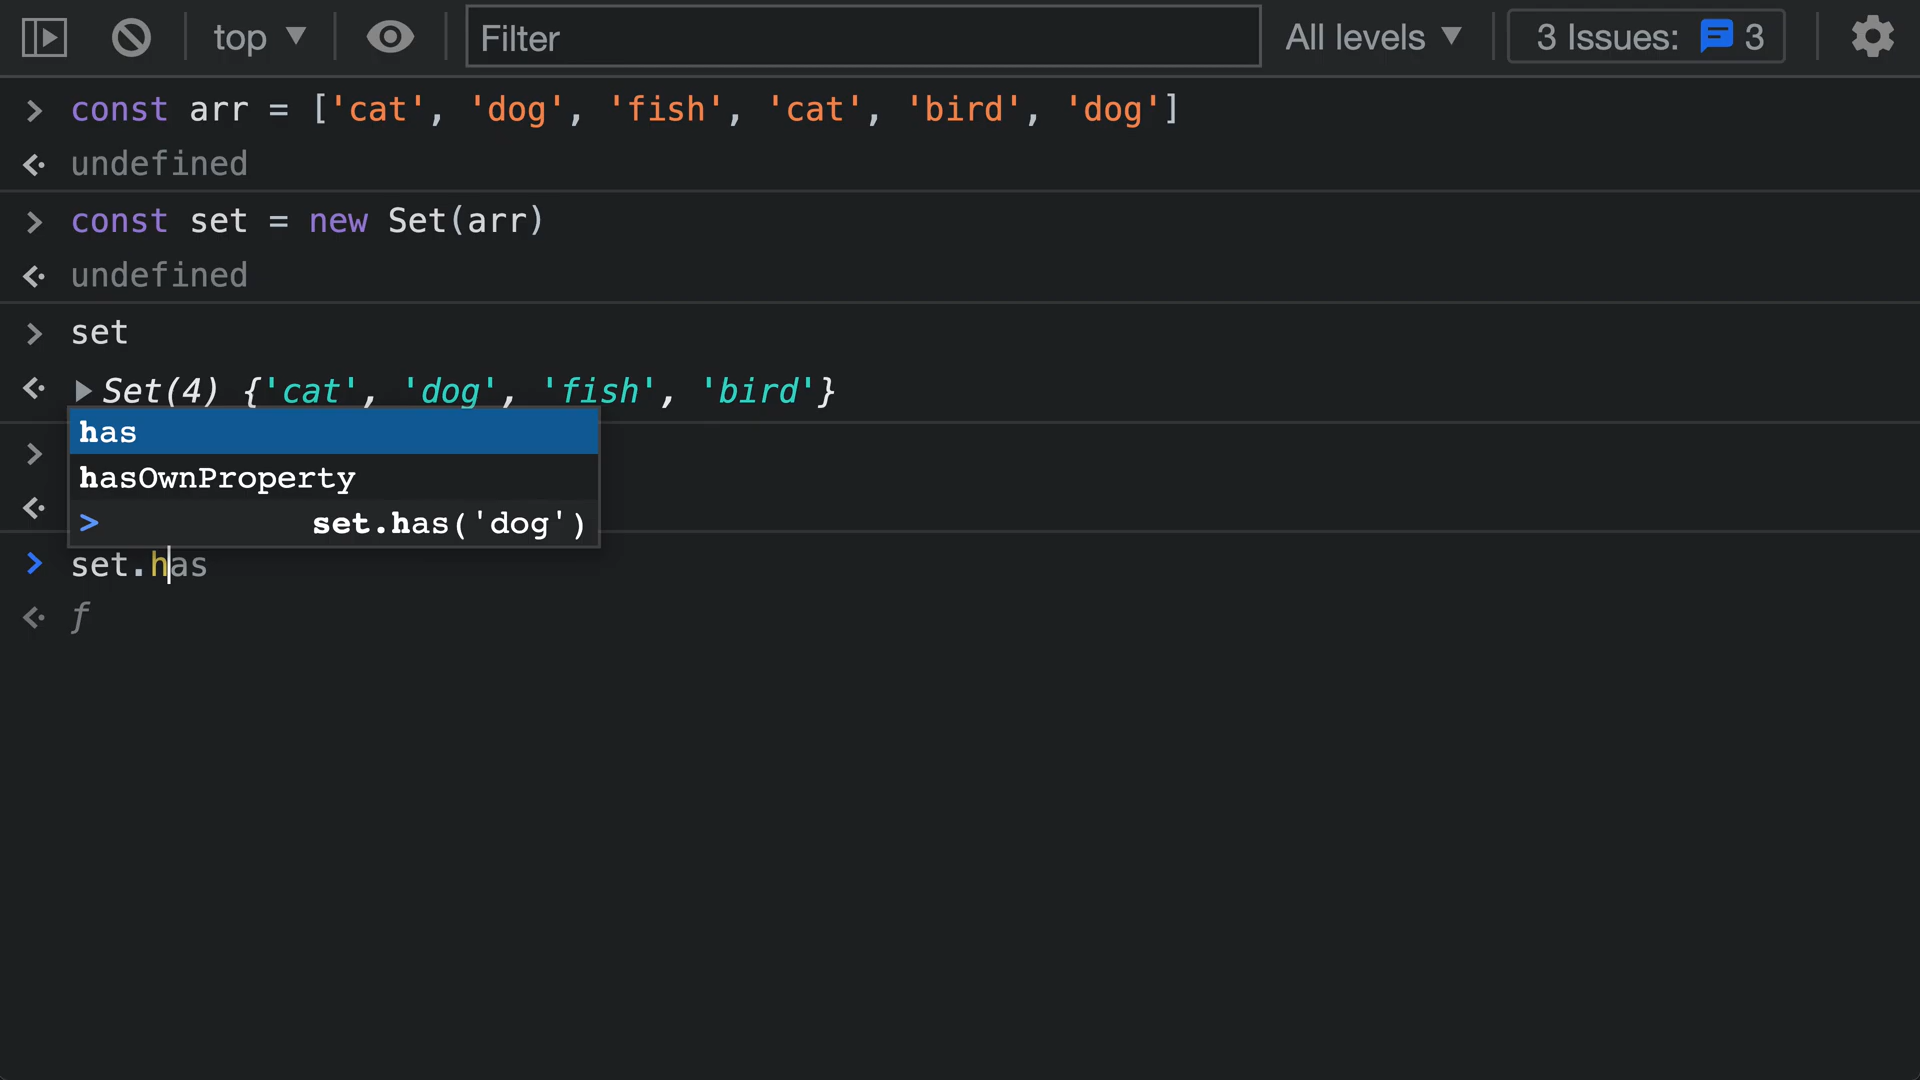 top ▼ Filter All levels ▼ 3 Issues: 3
> const arr = ['cat', 'dog', 'fish', 'cat', 'bird', 'dog']
undefined
> const set = new Set(arr)
undefined
> set
▶ Set(4) {'cat', 'dog', 'fish', 'bird'}
has
hasOwnProperty
> set.has('dog')
> set.has
f